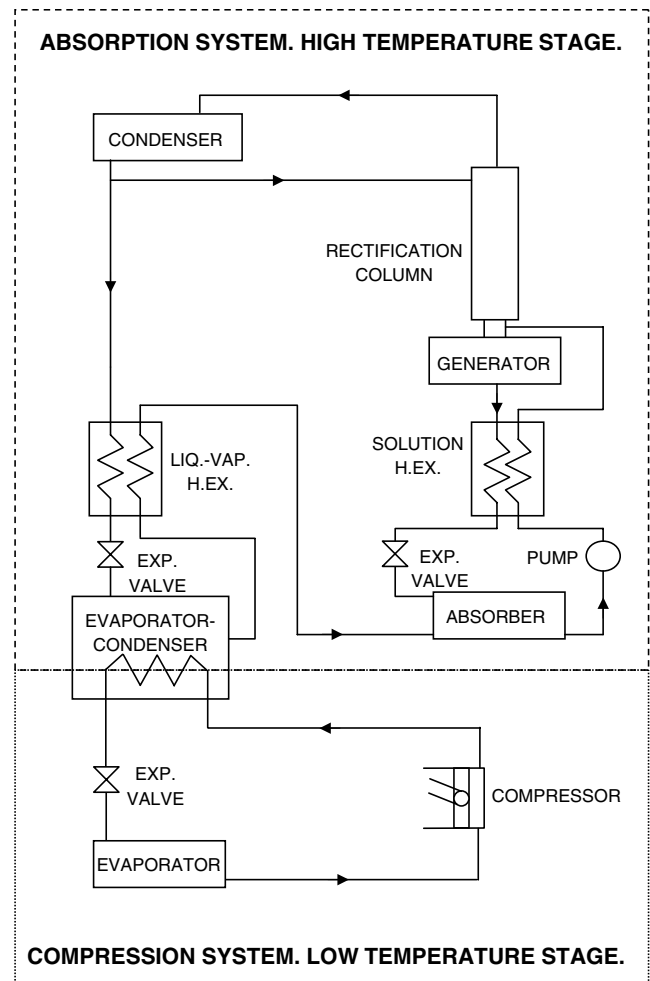 ABSORPTION SYSTEM. HIGH TEMPERATURE STAGE.
CONDENSER
RECTIFICATION
COLUMN
GENERATOR
LIQ.-VAP.
H.EX.
SOLUTION
H.EX.
EXP.
VALVE
EXP.
VALVE
PUMP
EVAPORATOR-
CONDENSER
ABSORBER
EXP.
VALVE
COMPRESSOR
EVAPORATOR
COMPRESSION SYSTEM. LOW TEMPERATURE STAGE.